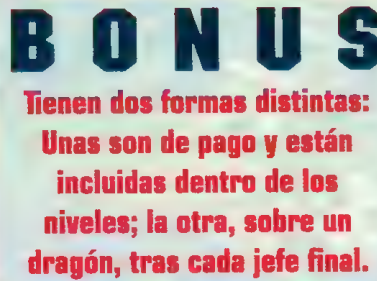 BONUS
Tienen dos formas distintas:
Unas son de pago y están
incluidas dentro de los
niveles; la otra, sobre un
dragón, tras cada jefe final.